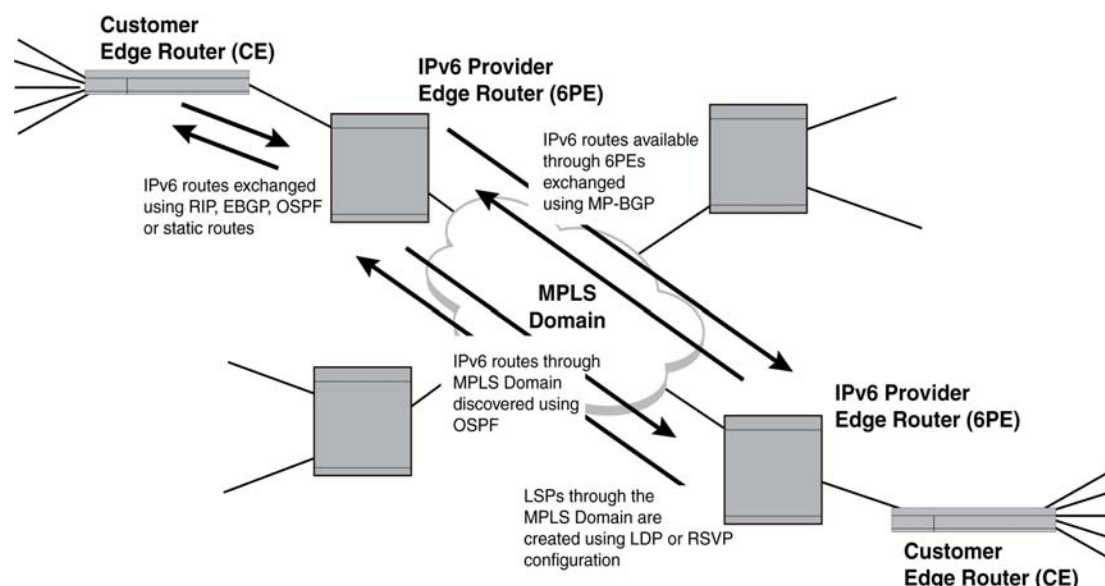 Customer
Edge Router (CE)
IPv6 Provider
Edge Router (6PE)
IPv6 routes available
through 6PEs
exchanged
using MP-BGP
IPv6 routes exchanged
using RIP, EBGP, OSPF
or static routes
MPLS
Domain
IPv6 routes through
MPLS Domain
discovered using
OSPF
IPv6 Provider
Edge Router (6PE)
LSPs through the
MPLS Domain are
created using LDP or RSVP
configuration
Customer
Edge Router (CE)